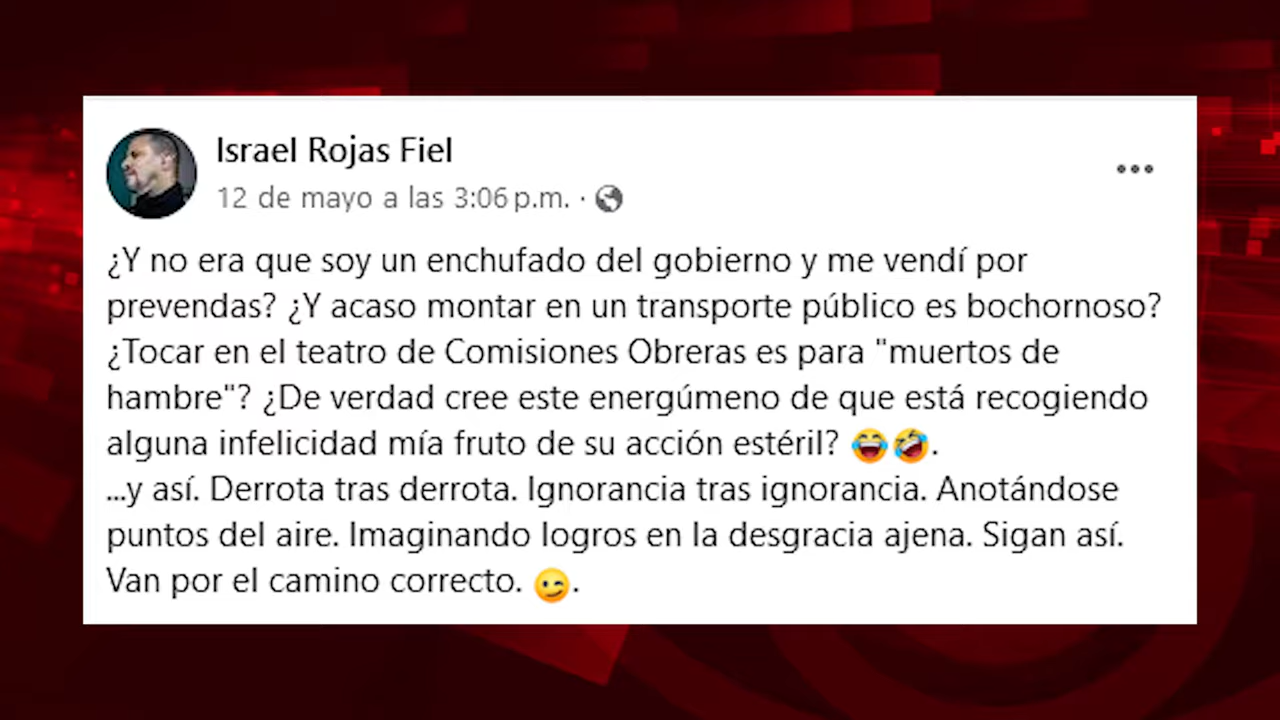 Israel Rojas Fiel
12 de mayo a las 3:06 p.m. ·
¿Y no era que soy un enchufado del gobierno y me vendí por
prevendas? ¿Y acaso montar en un transporte público es bochornoso?
¿Tocar en el teatro de Comisiones Obreras es para "muertos de
hambre"? ¿De verdad cree este energúmeno de que está recogiendo
alguna infelicidad mía fruto de su acción estéril? 😂🤣.
...y así. Derrota tras derrota. Ignorancia tras ignorancia. Anotándose
puntos del aire. Imaginando logros en la desgracia ajena. Sigan así.
Van por el camino correcto. 😉.